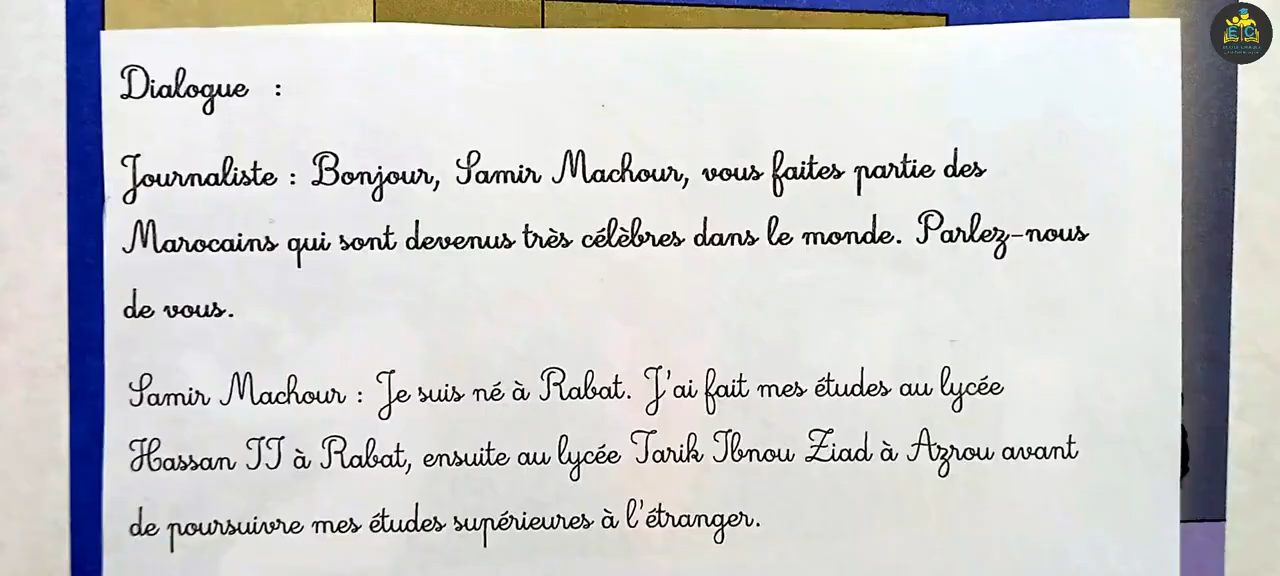 Dialogue :
Journaliste : Bonjour, Samir Machour, vous faites partie des
Marocains qui sont devenus très célèbres dans le monde. Parlez-nous
de vous.
Samir Machour : Je suis né à Rabat. J'ai fait mes études au lycée
Hassan II à Rabat, ensuite au lycée Tarik Ibnou Ziad à Azrou avant
de poursuivre mes études supérieures à l'étranger.
E C